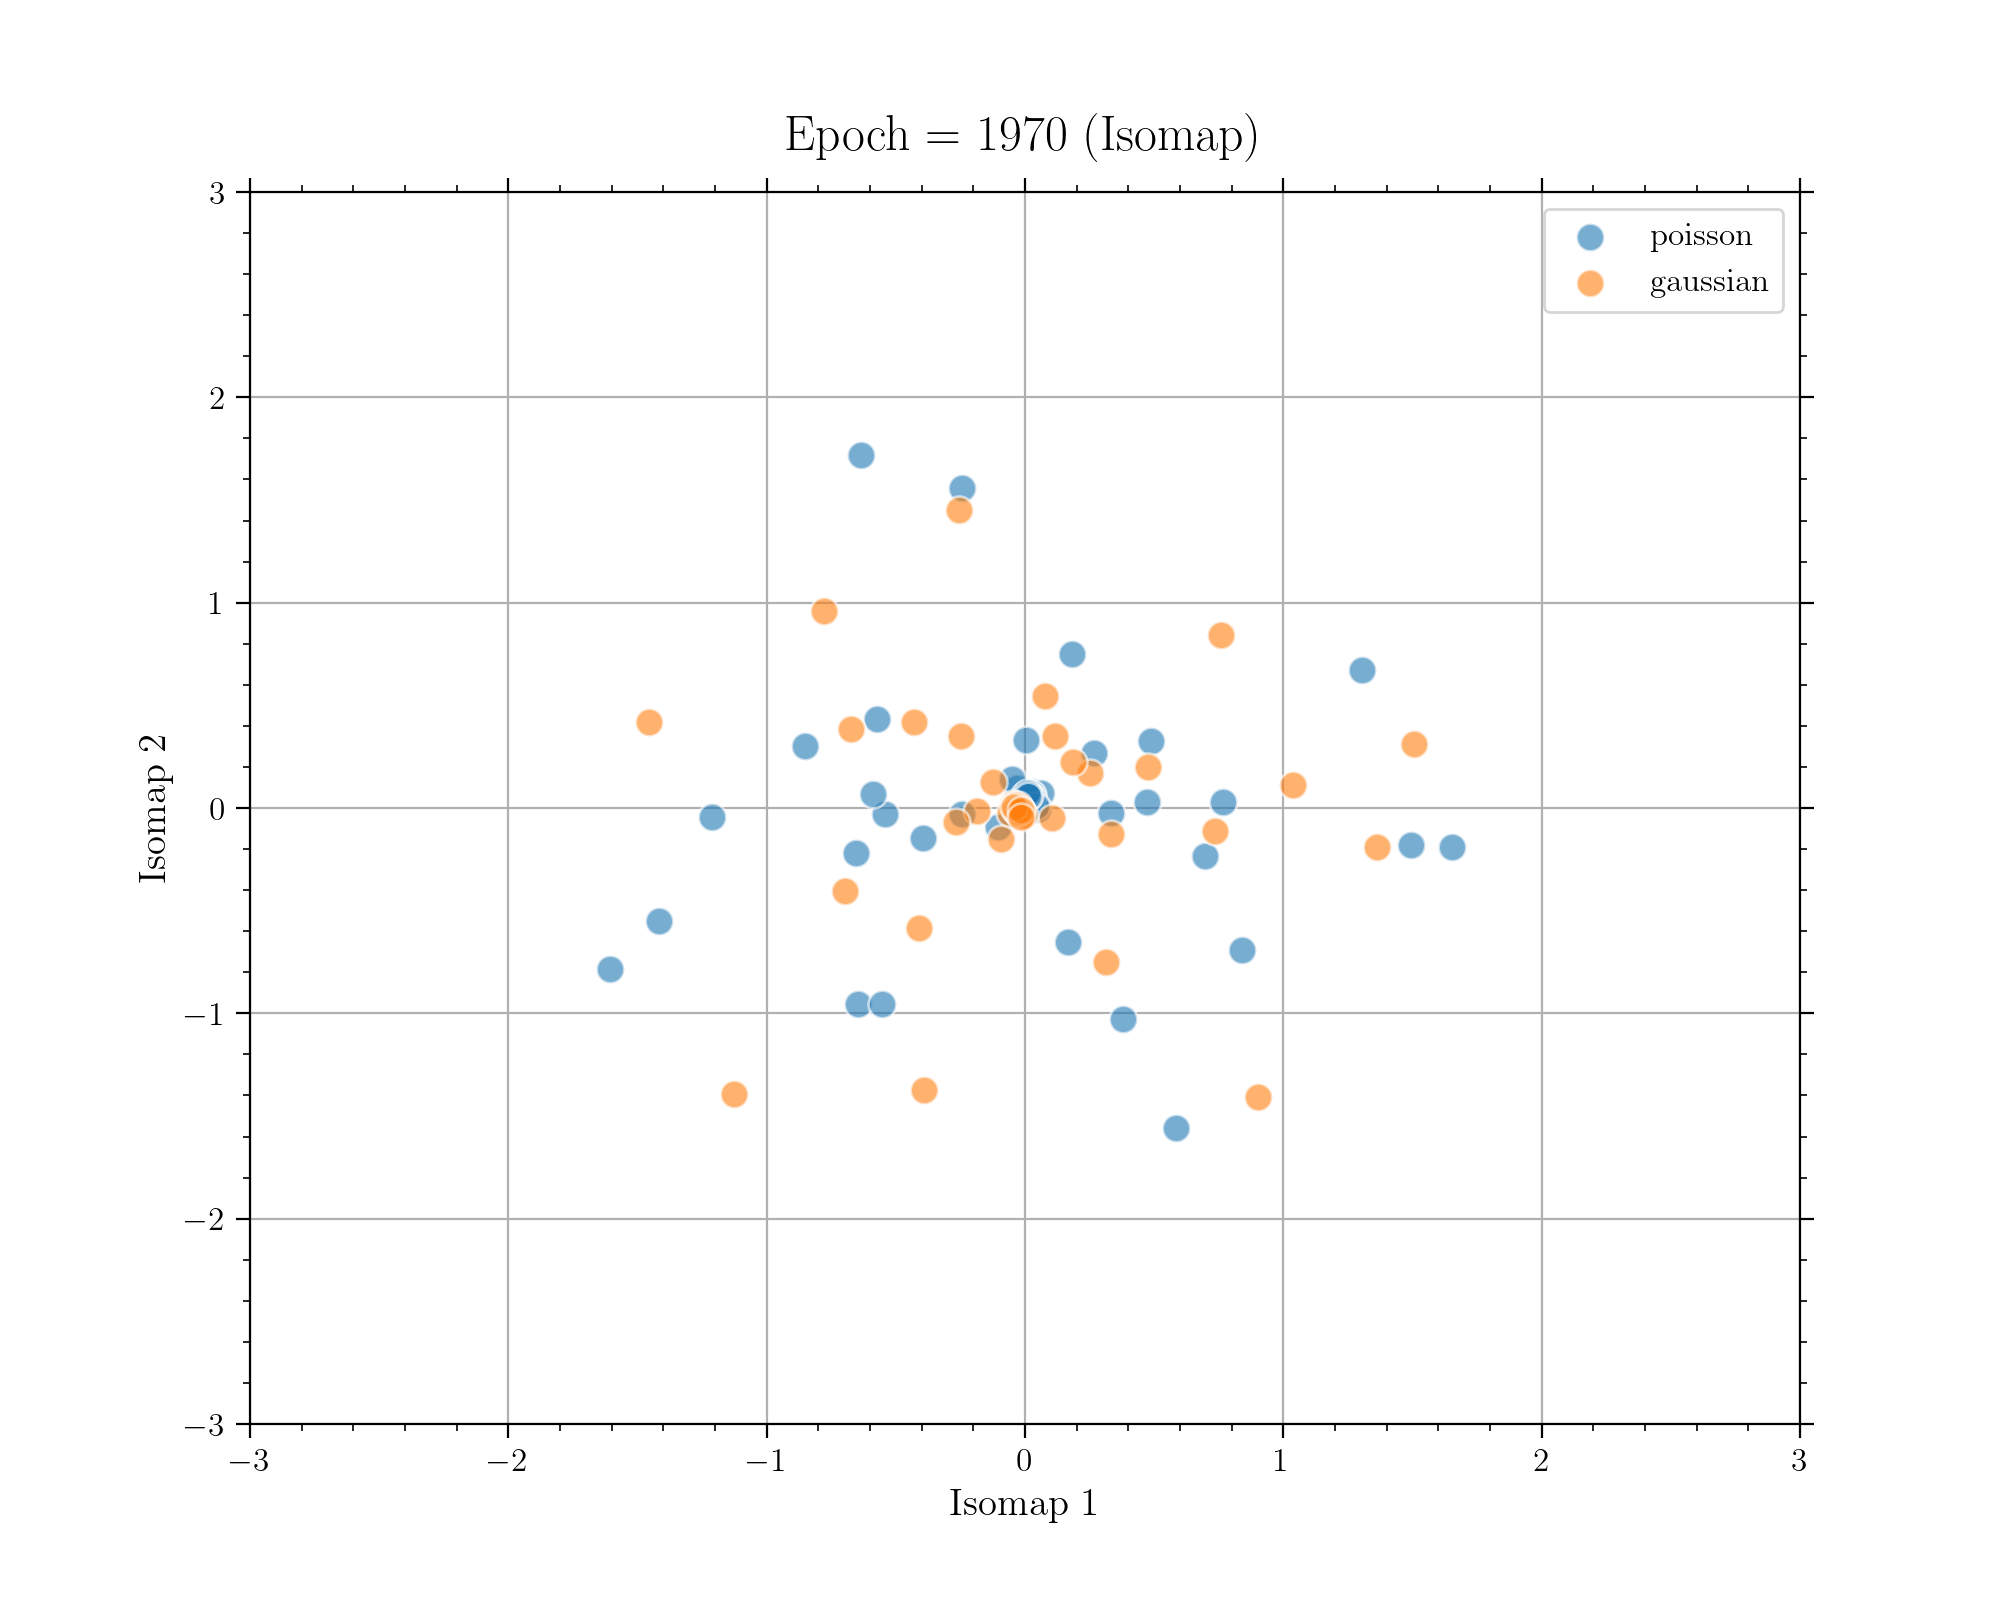 Epoch = 1970 (Isomap)
3
2
1
0
−1
−2
−3
Isomap 2
poisson
gaussian
−3
−2
−1
0
1
2
3
Isomap 1